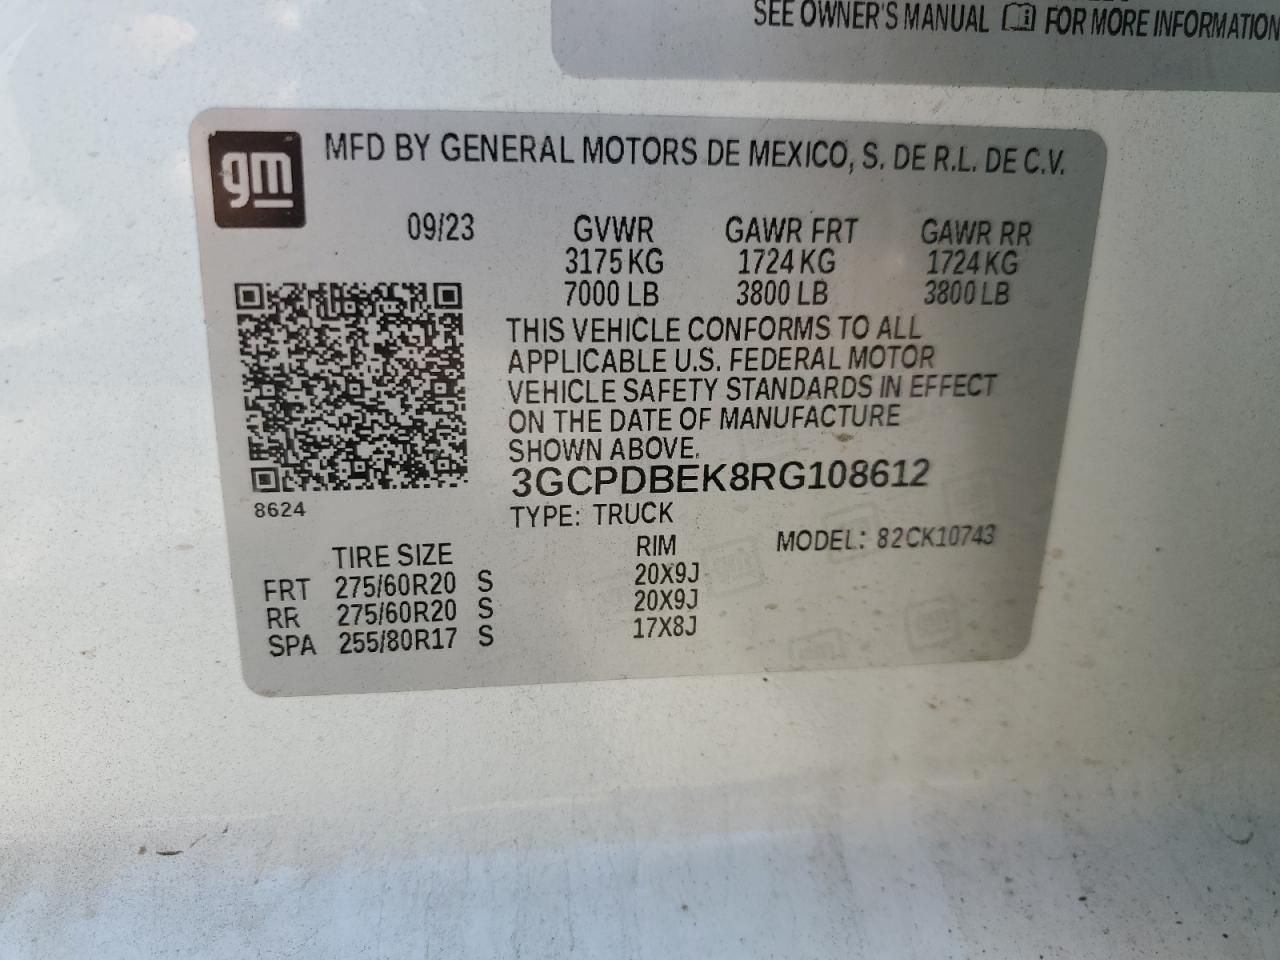 SEE OWNER'S MANUAL FOR MORE INFORMATION
gm
MFD BY GENERAL MOTORS DE MEXICO, S. DE R.L. DE C.V.
09/23 GVWR GAWR FRT GAWR RR
3175 KG 1724 KG 1724 KG
7000 LB 3800 LB 3800 LB
THIS VEHICLE CONFORMS TO ALL
APPLICABLE U.S. FEDERAL MOTOR
VEHICLE SAFETY STANDARDS IN EFFECT
ON THE DATE OF MANUFACTURE
SHOWN ABOVE.
3GCPDBEK8RG108612
8624
TYPE: TRUCK MODEL: 82CK10743
TIRE SIZE RIM
FRT 275/60R20 S 20X9J
RR 275/60R20 S 20X9J
SPA 255/80R17 S 17X8J